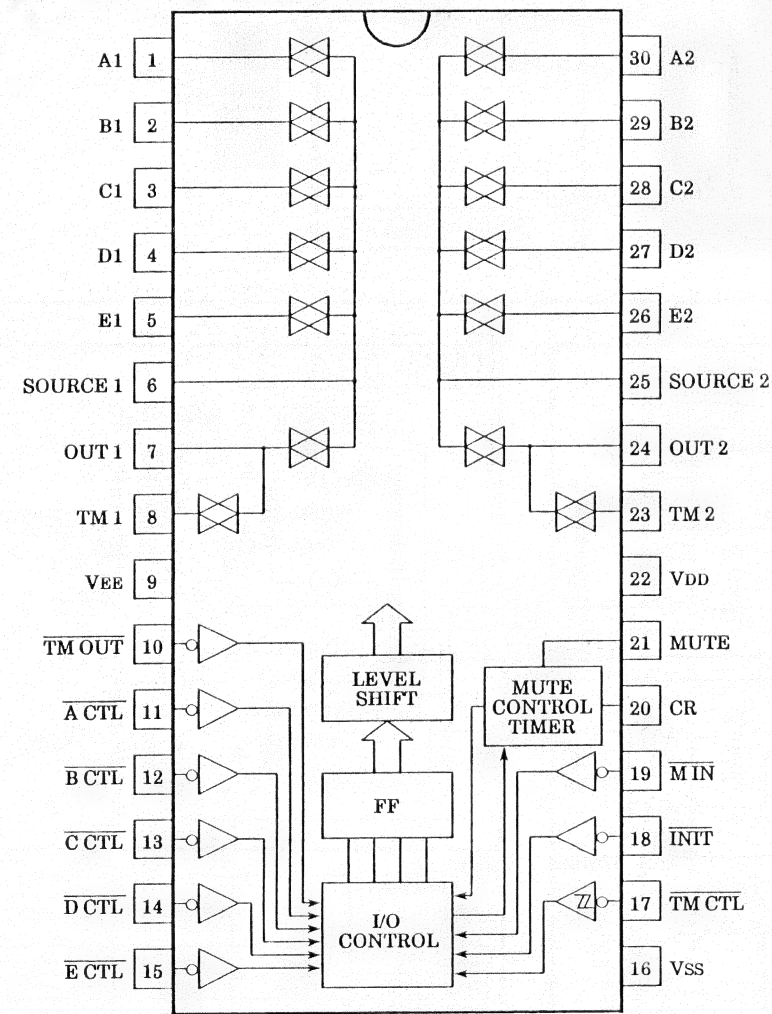 A1 1 30 A2
B1 2 29 B2
C1 3 28 C2
D1 4 27 D2
E1 5 26 E2
SOURCE 1 6 25 SOURCE 2
OUT 1 7 24 OUT 2
TM 1 8 23 TM 2
VEE 9 22 VDD
TM OUT 10 21 MUTE
A CTL 11 20 CR
B CTL 12 19 M IN
C CTL 13 18 INIT
D CTL 14 17 TM CTL
E CTL 15 16 VSS
LEVEL
SHIFT
MUTE
CONTROL
TIMER
FF
I/O
CONTROL